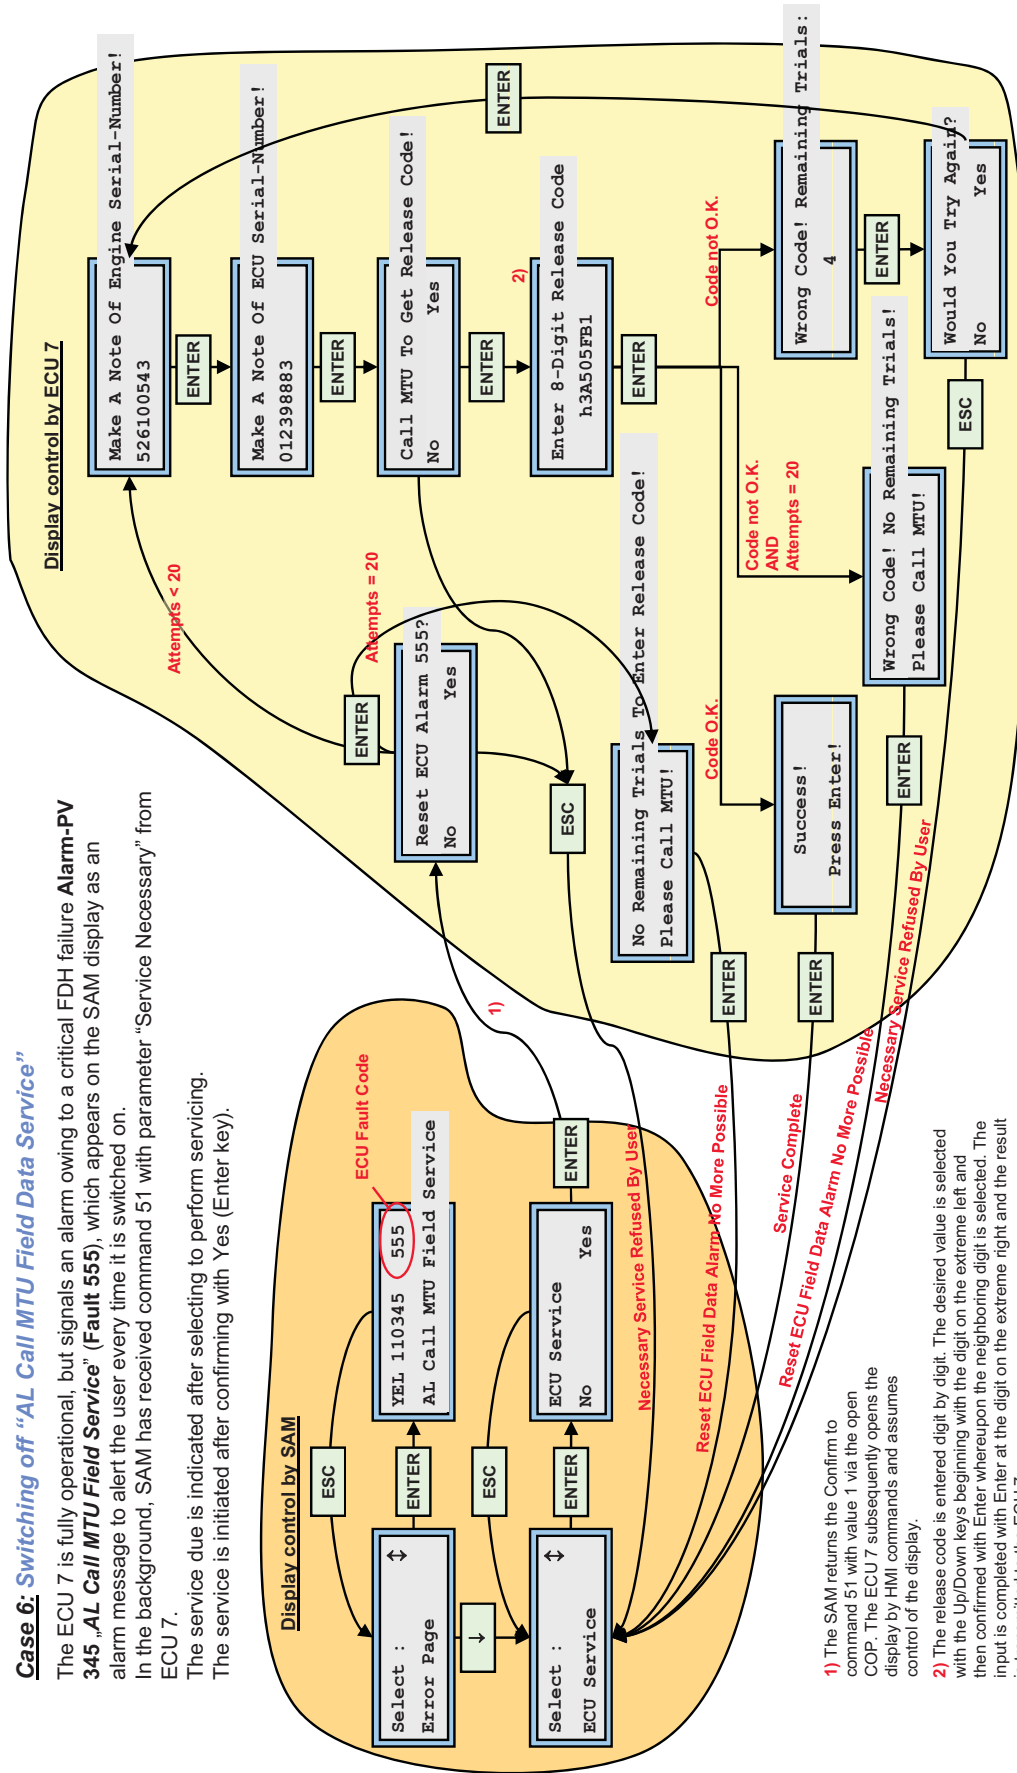 Case 6: Switching off “AL Call MTU Field Data Service”
The ECU 7 is fully operational, but signals an alarm owing to a critical FDH failure Alarm-PV
345 „AL Call MTU Field Service” (Fault 555), which appears on the SAM display as an
alarm message to alert the user every time it is switched on.
In the background, SAM has received command 51 with parameter “Service Necessary” from
ECU 7.
The service due is indicated after selecting to perform servicing.
The service is initiated after confirming with Yes (Enter key).
Display control by SAM
Select :
Error Page
↕
ESC
ENTER
YEL 110345 555
AL Call MTU Field Service
ECU Fault Code
↓
Select :
ECU Service
↕
ESC
ENTER
ECU Service
No Yes
ENTER
1)
Display control by ECU 7
Reset ECU Alarm 555?
No Yes
ENTER
Attempts < 20
Attempts = 20
ESC
Make A Note Of Engine Serial-Number!
526100543
ENTER
Make A Note Of ECU Serial-Number!
012398883
ENTER
Call MTU To Get Release Code!
No Yes
ENTER
2)
Enter 8-Digit Release Code
h3A505FB1
ENTER
No Remaining Trials To Enter Release Code!
Please Call MTU!
ENTER
Code O.K.
Code not O.K.
AND
Attempts = 20
Code not O.K.
Success!
Press Enter!
ENTER
Wrong Code! No Remaining Trials!
Please Call MTU!
ENTER
Wrong Code! Remaining Trials:
4
ENTER
Would You Try Again?
No Yes
ESC
ENTER
Necessary Service Refused By User
Reset ECU Field Data Alarm No More Possible
Service Complete
Reset ECU Field Data Alarm No More Possible
Necessary Service Refused By User
1) The SAM returns the Confirm to
command 51 with value 1 via the open
COP. The ECU 7 subsequently opens the
display by HMI commands and assumes
control of the display.
2) The release code is entered digit by digit. The desired value is selected
with the Up/Down keys beginning with the digit on the extreme left and
then confirmed with Enter whereupon the neighboring digit is selected. The
input is completed with Enter at the digit on the extreme right and the result